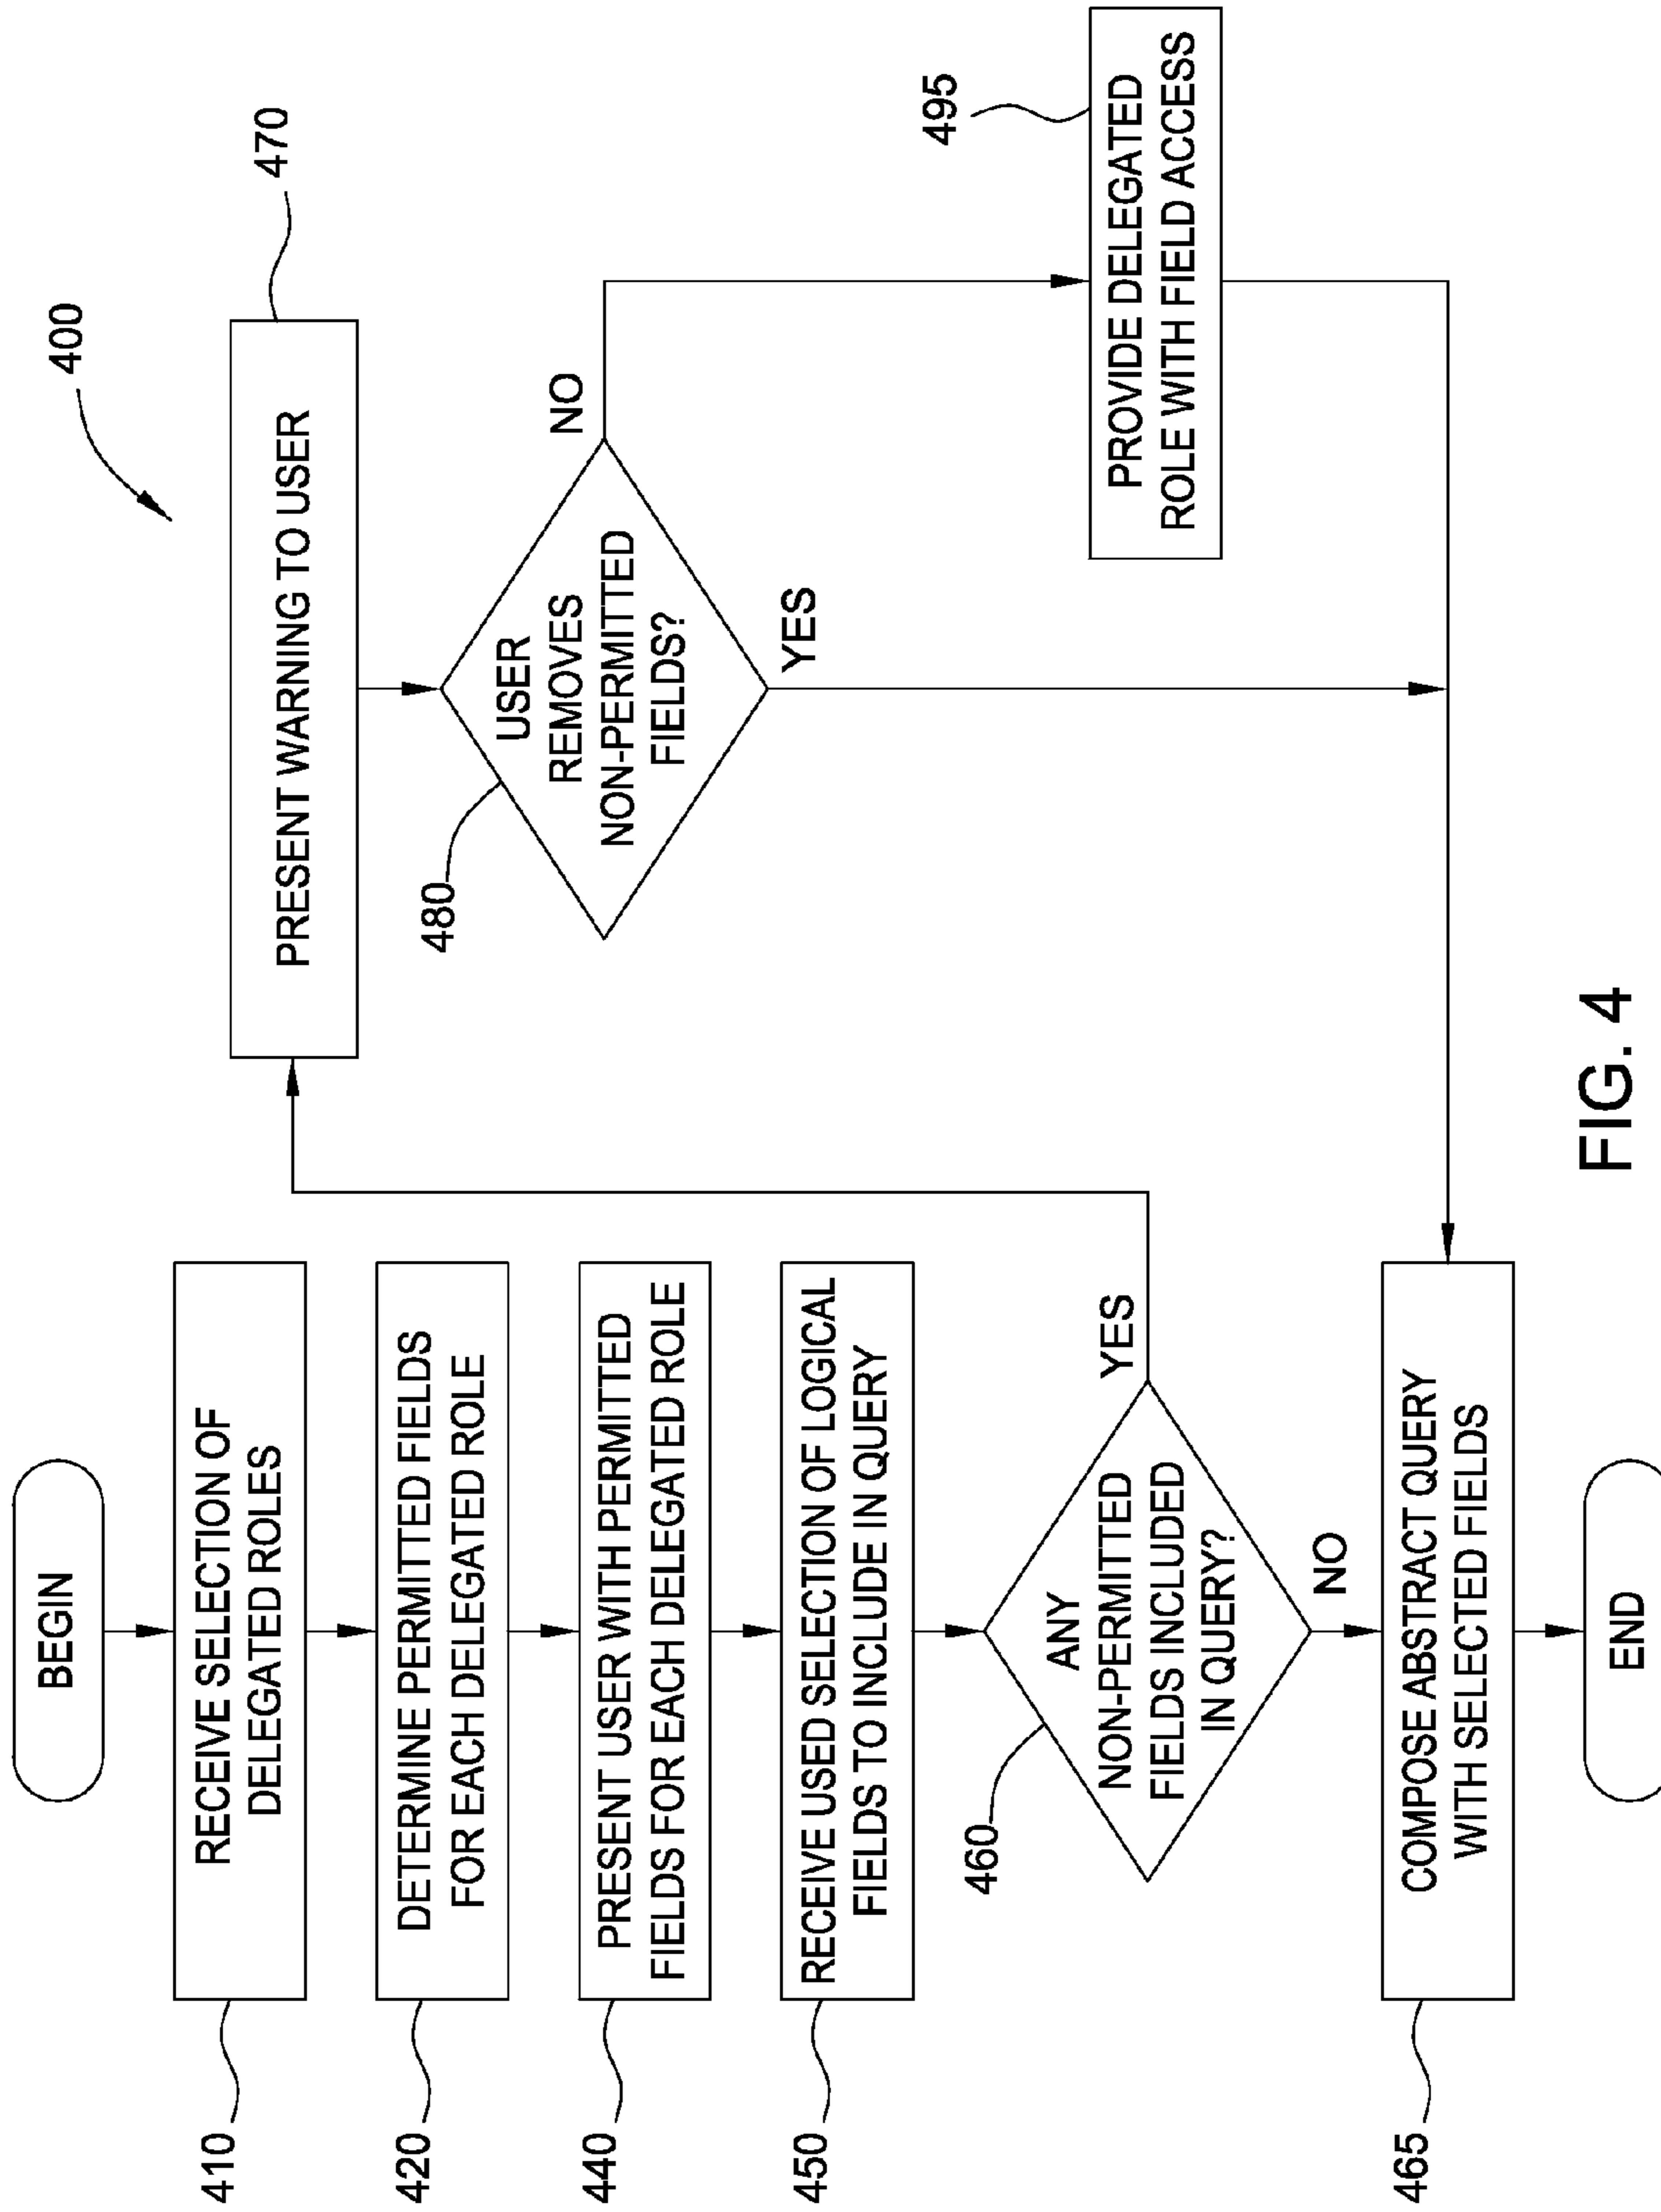 400
BEGIN
410
RECEIVE SELECTION OF
DELEGATED ROLES
420
DETERMINE PERMITTED FIELDS
FOR EACH DELEGATED ROLE
440
PRESENT USER WITH PERMITTED
FIELDS FOR EACH DELEGATED ROLE
450
RECEIVE USED SELECTION OF LOGICAL
FIELDS TO INCLUDE IN QUERY
460
ANY
NON-PERMITTED
FIELDS INCLUDED
IN QUERY?
YES
NO
465
COMPOSE ABSTRACT QUERY
WITH SELECTED FIELDS
END
470
PRESENT WARNING TO USER
480
USER
REMOVES
NON-PERMITTED
FIELDS?
NO
YES
495
PROVIDE DELEGATED
ROLE WITH FIELD ACCESS
FIG. 4